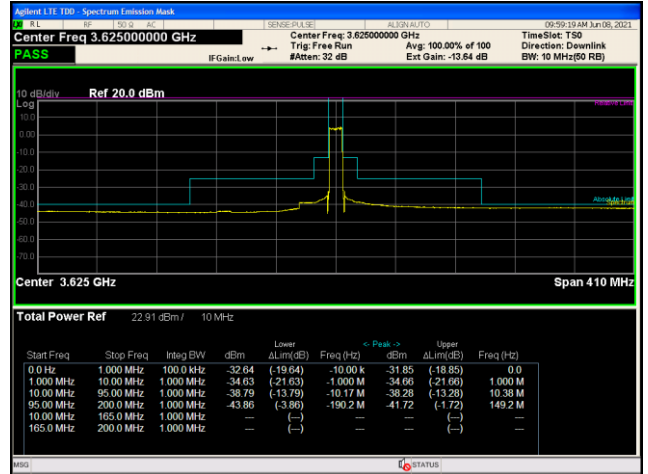 Agilent LTE TDD - Spectrum Emission Mask
RL RF 50 Ω AC SENSE:PULSE ALIGN AUTO 09:59:19 AM Jun 08, 2021
Center Freq 3.625000000 GHz Center Freq: 3.625000000 GHz TimeSlot: TS0
Trig: Free Run Avg: 100.00% of 100 Direction: Downlink
PASS IFGain:Low #Atten: 32 dB Ext Gain: -13.64 dB BW: 10 MHz(50 RB)
10 dB/div Ref 20.0 dBm
Log
Relative Limit
10.0
0.00
-10.0
-20.0
-30.0
Absolute Limit
-40.0
Spectrum
-50.0
-60.0
-70.0
Center 3.625 GHz Span 410 MHz
Total Power Ref 22.91 dBm / 10 MHz
Lower <- Peak -> Upper
Start Freq Stop Freq Integ BW dBm ΔLim(dB) Freq (Hz) dBm ΔLim(dB) Freq (Hz)
0.0 Hz 1.000 MHz 100.0 kHz -32.64 (-19.64) -10.00 k -31.85 (-18.85) 0.0
1.000 MHz 10.00 MHz 1.000 MHz -34.63 (-21.63) -1.000 M -34.66 (-21.66) 1.000 M
10.00 MHz 95.00 MHz 1.000 MHz -38.79 (-13.79) -10.17 M -38.28 (-13.28) 10.38 M
95.00 MHz 200.0 MHz 1.000 MHz -43.86 (-3.86) -190.2 M -41.72 (-1.72) 149.2 M
10.00 MHz 165.0 MHz 1.000 MHz --- (---) --- (---)
165.0 MHz 200.0 MHz 1.000 MHz --- (---) --- (---)
MSG STATUS